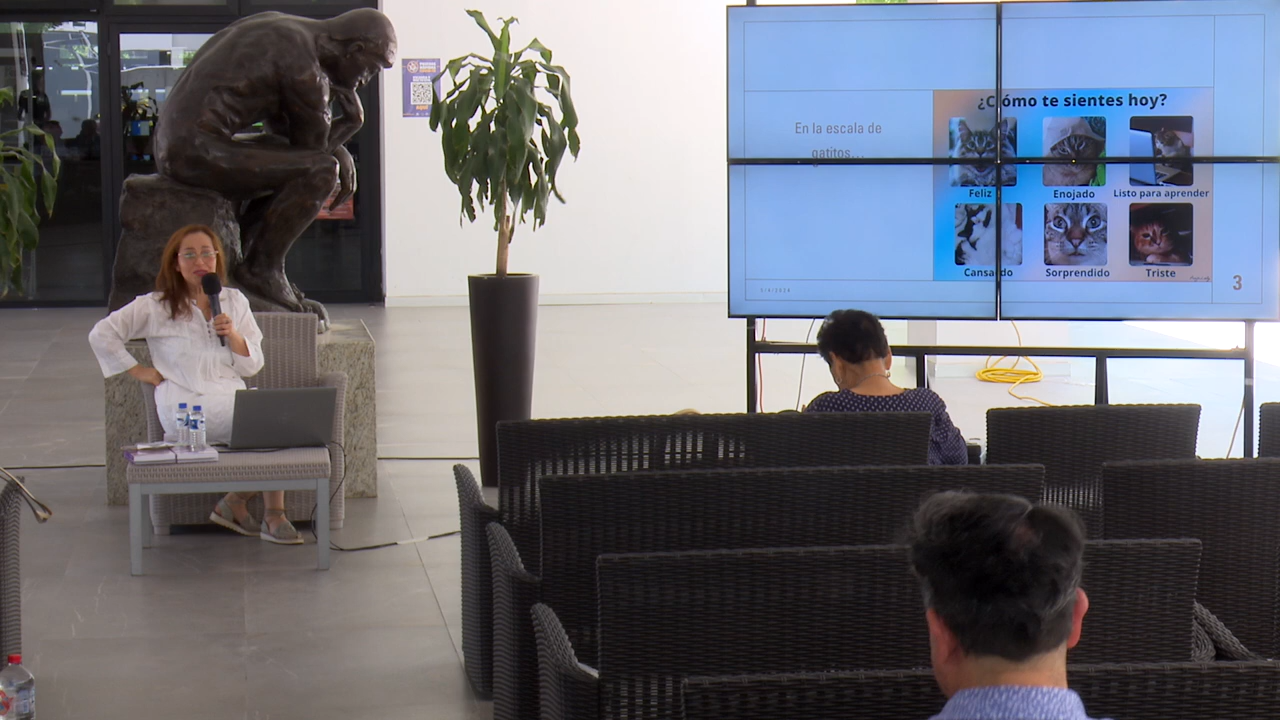 En la escala de
gatitos...
¿Cómo te sientes hoy?
Feliz
Enojado
Listo para aprender
Cansado
Sorprendido
Triste
3